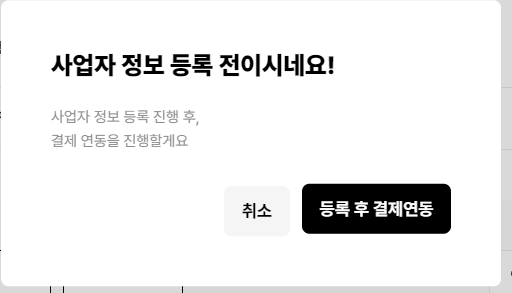 사업자 정보 등록 전이시네요!
사업자 정보 등록 진행 후,
결제 연동을 진행할게요
취소
등록 후 결제연동